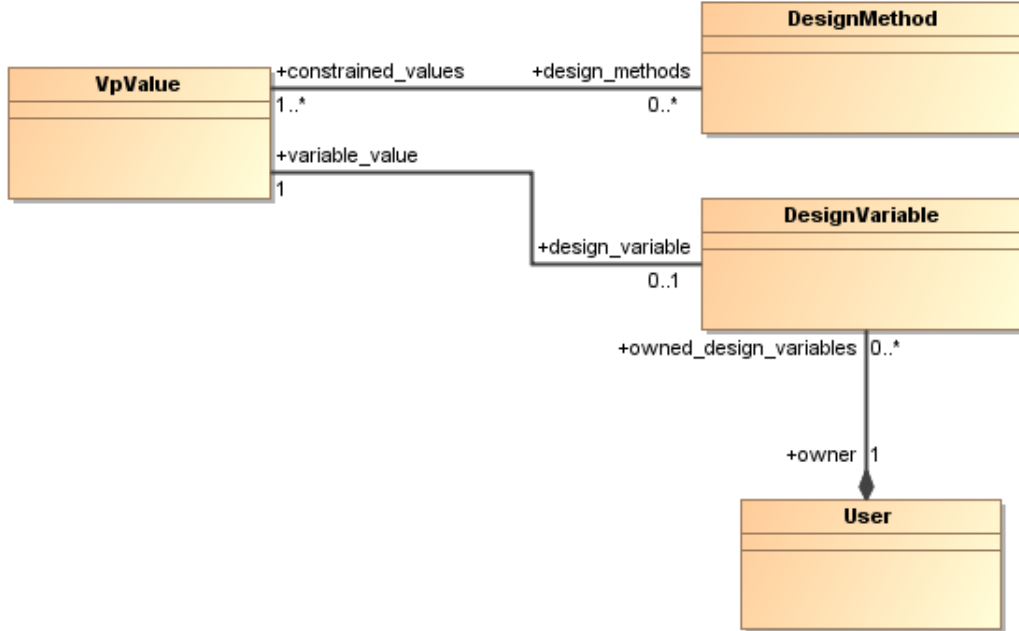 DesignMethod
+constrained_values
+design_methods
VpValue
1..*
0..*
+variable_value
1
DesignVariable
+design_variable
0..1
+owned_design_variables
0..*
+owner
1
User